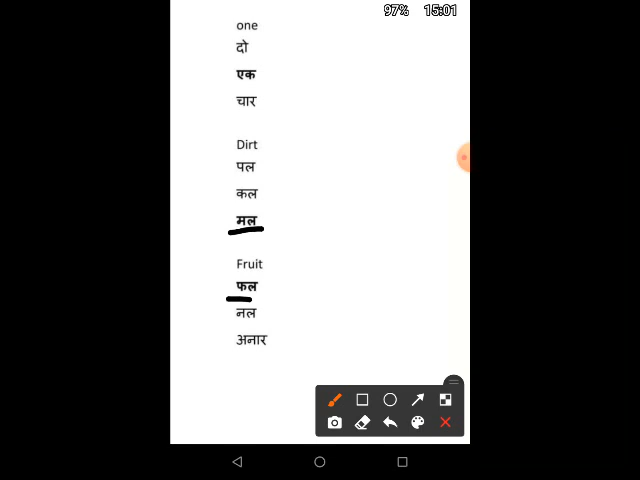 97% 15:01
one
दो
एक
चार
Dirt
पल
कल
मल
Fruit
फल
नल
अनार